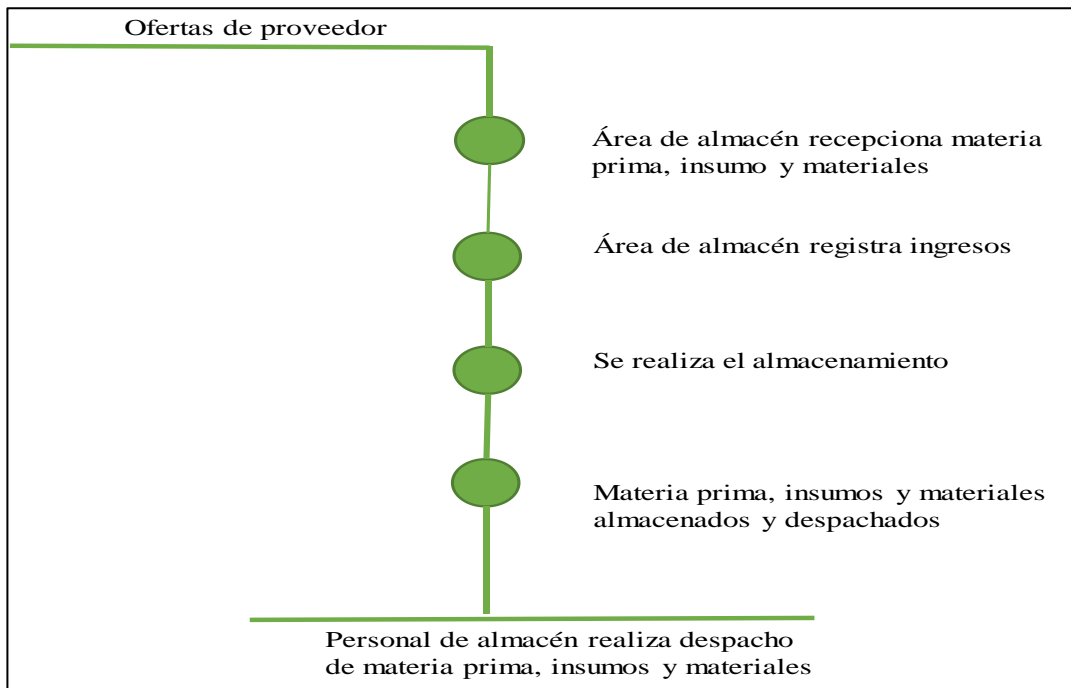 Ofertas de proveedor
Área de almacén recepciona materia
prima, insumo y materiales
Área de almacén registra ingresos
Se realiza el almacenamiento
Materia prima, insumos y materiales
almacenados y despachados
Personal de almacén realiza despacho
de materia prima, insumos y materiales